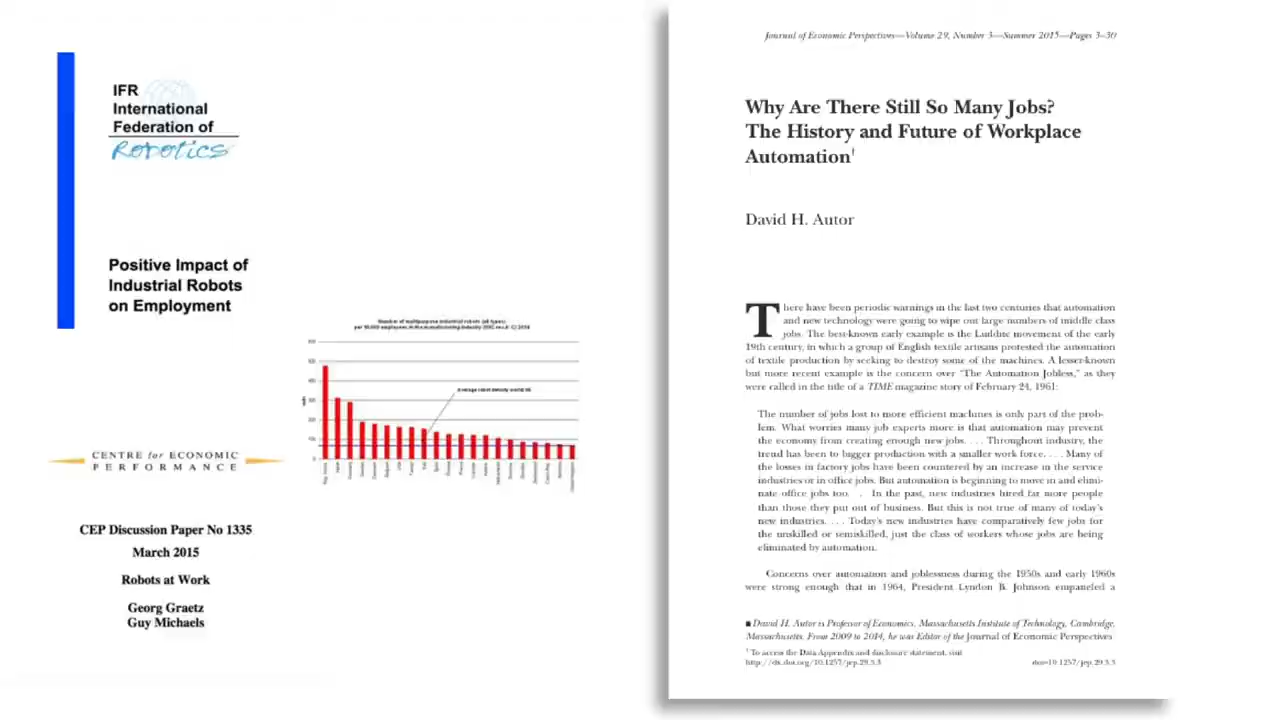 IFR
International
Federation of
Robotics
Positive Impact of
Industrial Robots
on Employment
Number of multipurpose industrial robots (all types)
average robot density world: 66
CENTRE for ECONOMIC
PERFORMANCE
CEP Discussion Paper No 1335
March 2015
Robots at Work
Georg Graetz
Guy Michaels
Journal of Economic Perspectives—Volume 29, Number 3—Summer 2015—Pages 3–30
Why Are There Still So Many Jobs?
The History and Future of Workplace
Automation†
David H. Autor
There have been periodic warnings in the last two centuries that automation
and new technology were going to wipe out large numbers of middle class
jobs. The best-known early example is the Luddite movement of the early
19th century, in which a group of English textile artisans protested the automation
of textile production by seeking to destroy some of the machines. A lesser-known
but more recent example is the concern over “The Automation Jobless,” as they
were called in the title of a TIME magazine story of February 24, 1961:
The number of jobs lost to more efficient machines is only part of the prob-
lem. What worries many job experts more is that automation may prevent
the economy from creating enough new jobs. . . . Throughout industry, the
trend has been to bigger production with a smaller work force. . . . Many of
the losses in factory jobs have been countered by an increase in the service
industries or in office jobs. But automation is beginning to move in and elimi-
nate office jobs too. . . In the past, new industries hired far more people
than those they put out of business. But this is not true of many of today’s
new industries. . . . Today’s new industries have comparatively few jobs for
the unskilled or semiskilled, just the class of workers whose jobs are being
eliminated by automation.
Concerns over automation and joblessness during the 1950s and early 1960s
were strong enough that in 1964, President Lyndon B. Johnson empaneled a
■ David H. Autor is Professor of Economics, Massachusetts Institute of Technology, Cambridge,
Massachusetts. From 2009 to 2014, he was Editor of the Journal of Economic Perspectives
† To access the Data Appendix and disclosure statement, visit
http://dx.doi.org/10.1257/jep.29.3.3
doi=10.1257/jep.29.3.3